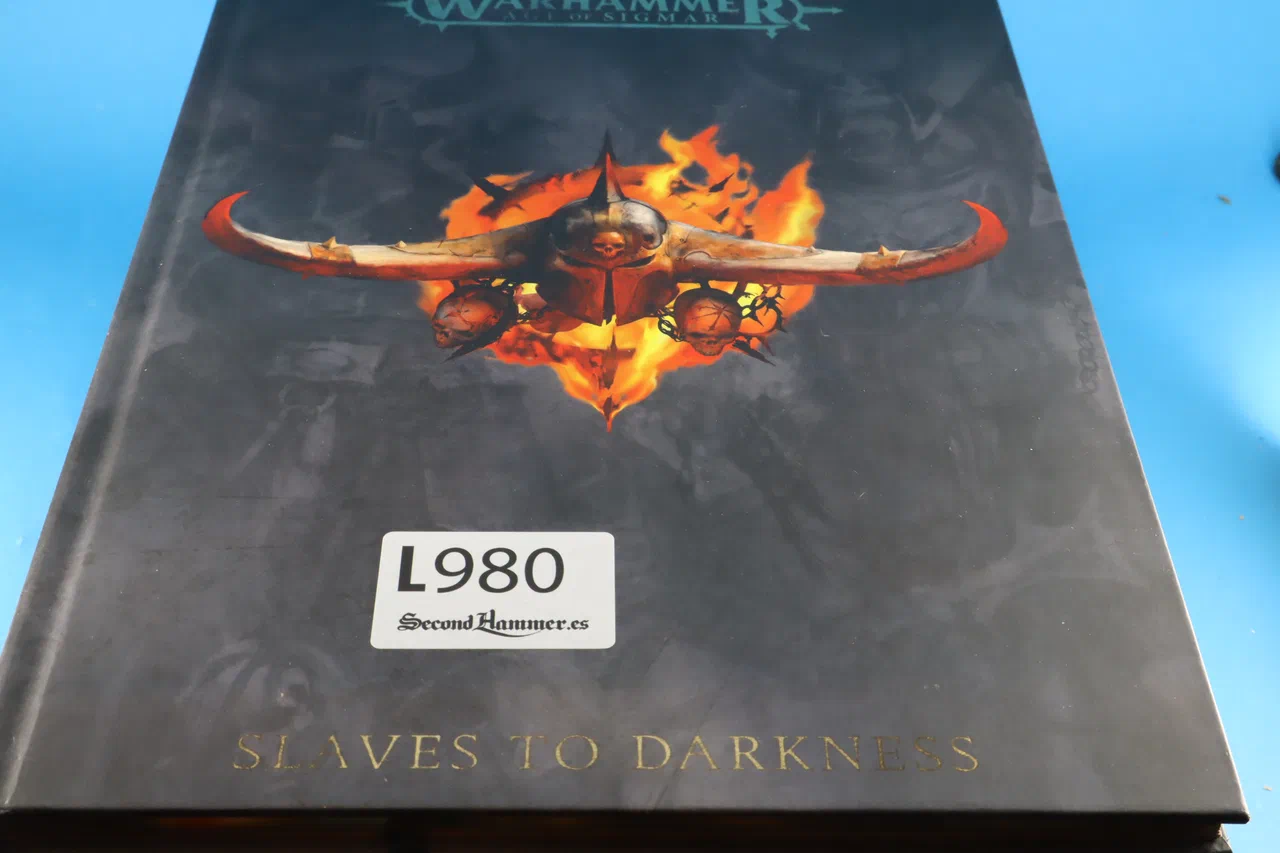 WARHAMMER
AGE OF SIGMAR
L980
SecondHammer.es
SLAVES TO DARKNESS